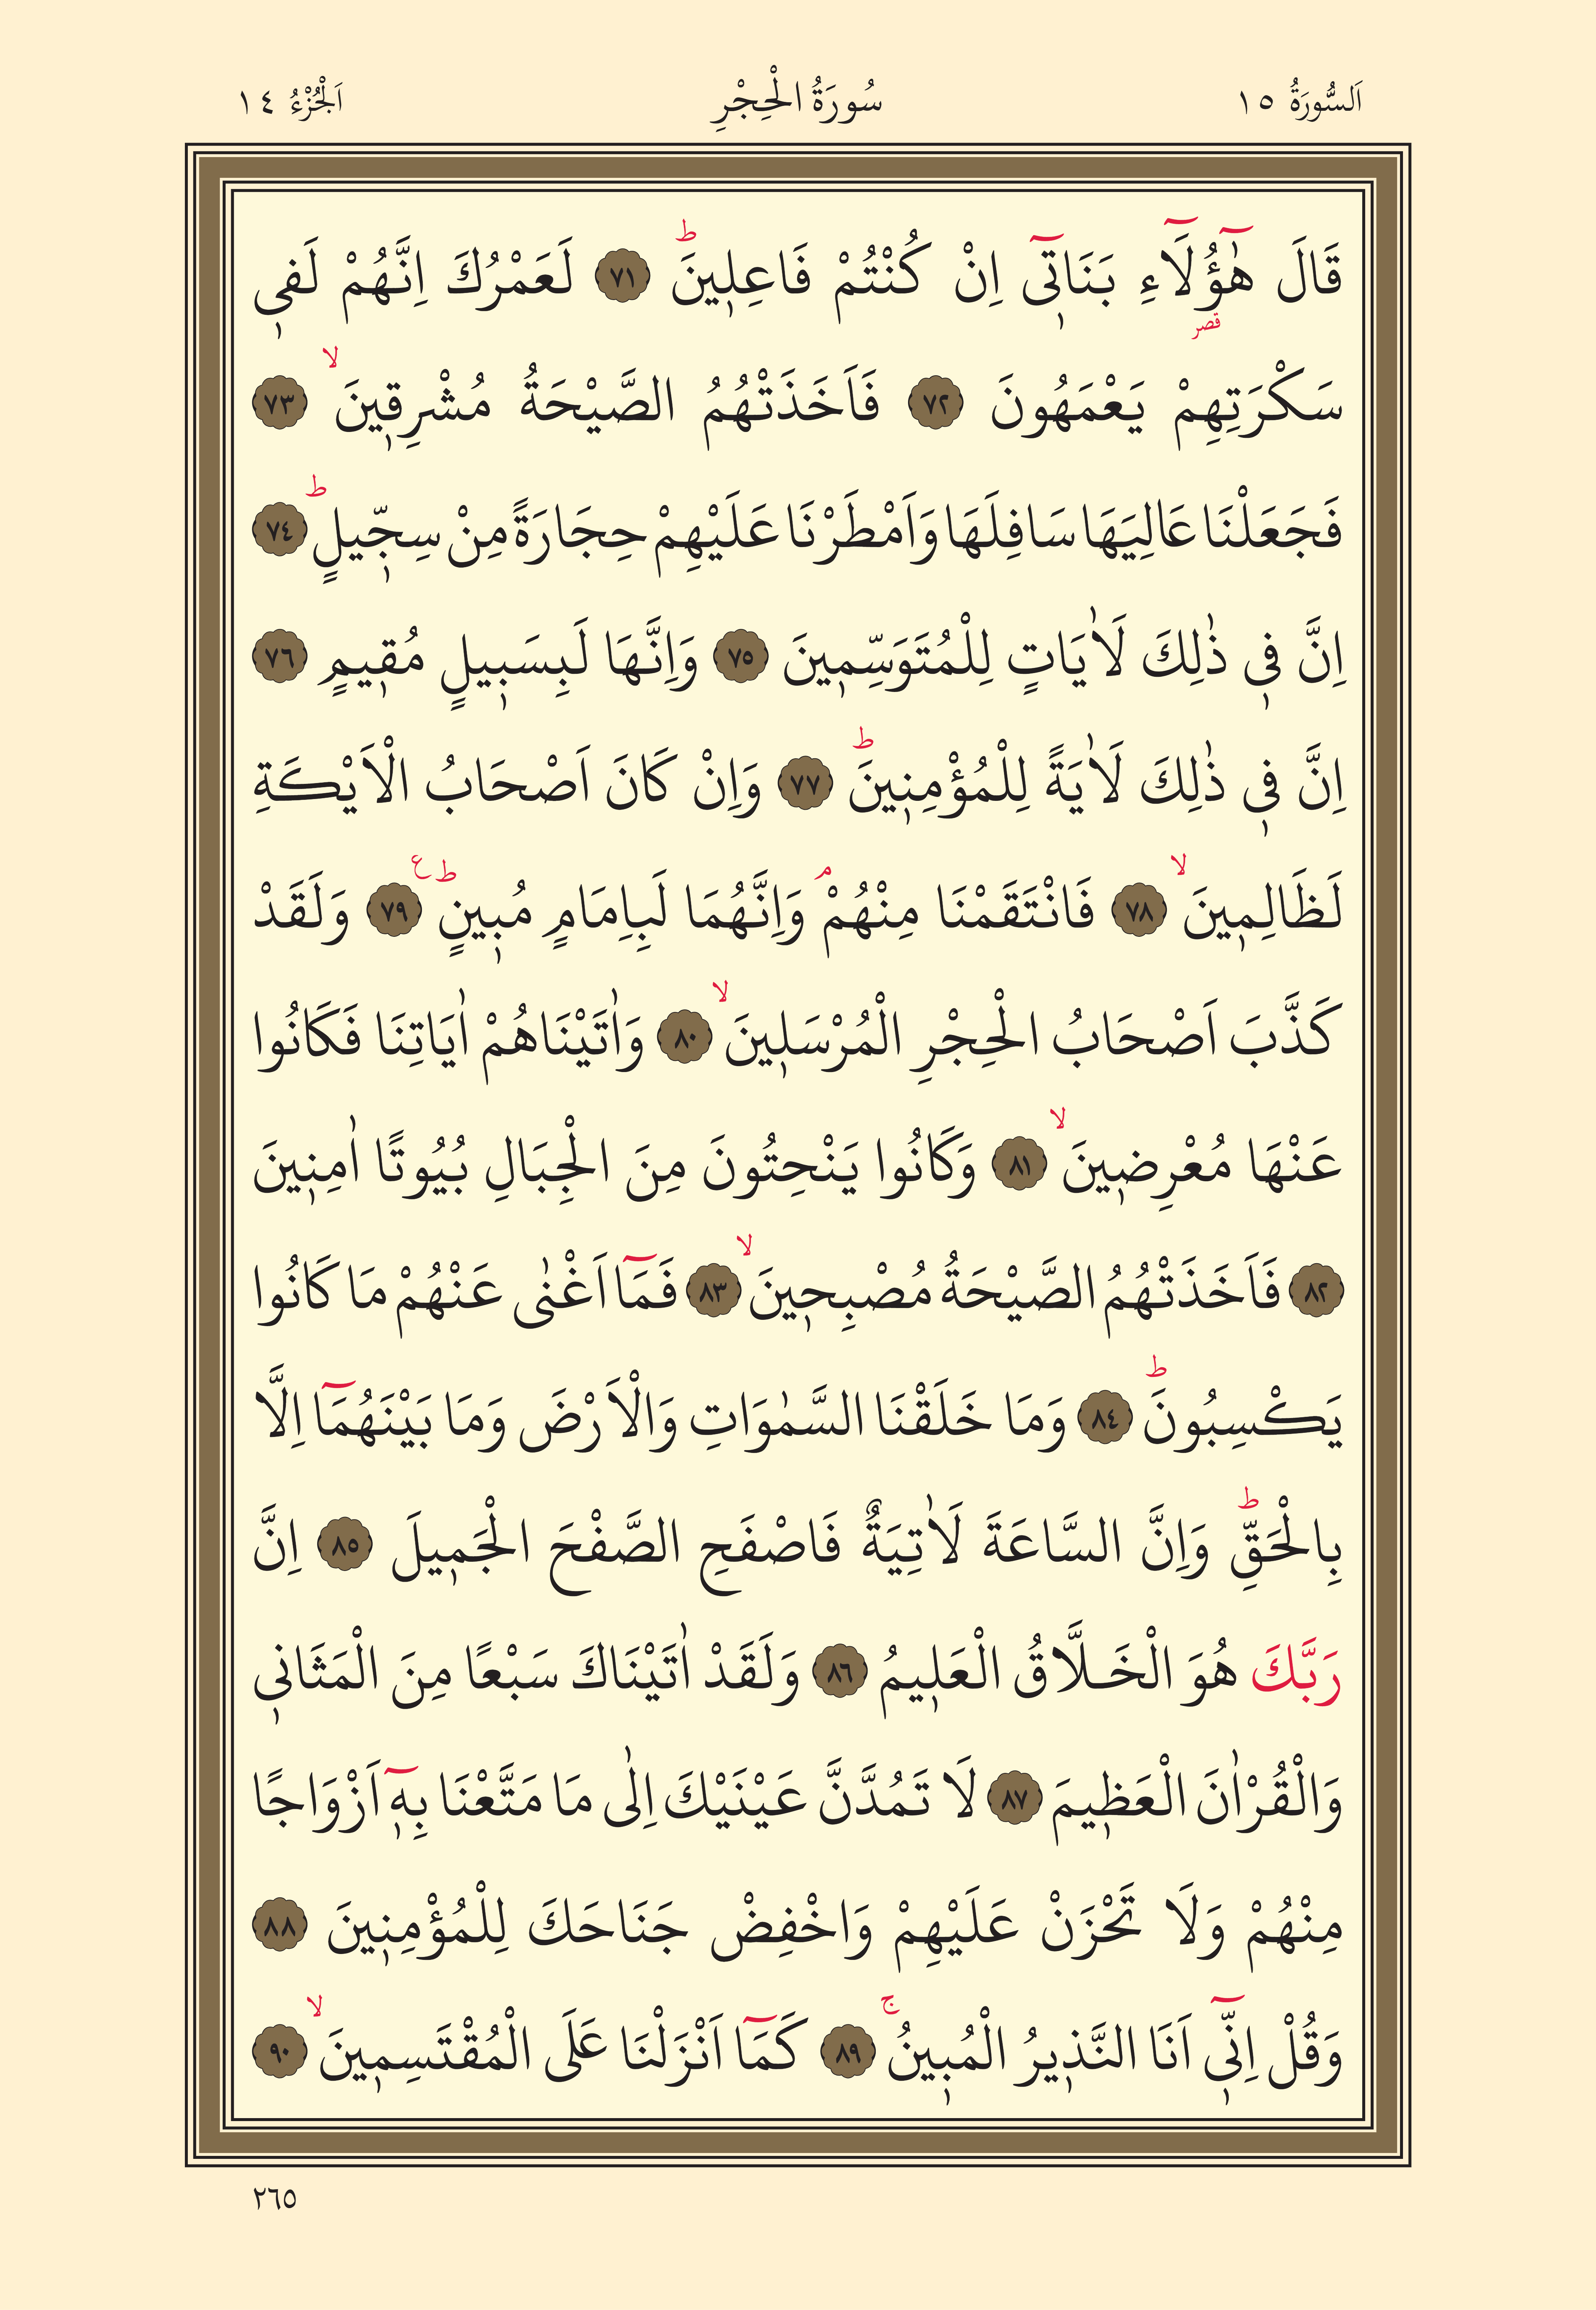 اَلسُّورَةُ ١٥ سُورَةُ الْحِجْرِ اَلْجُزْءُ ١٤
قَالَ هٰٓؤُ۬لَٓاءِ بَنَات۪ٓي اِنْ كُنْتُمْ فَاعِل۪ينَۜ ٧١ لَعَمْرُكَ اِنَّهُمْ لَف۪ي
قصر
سَكْرَتِهِمْ يَعْمَهُونَ ٧٢ فَاَخَذَتْهُمُ الصَّيْحَةُ مُشْرِق۪ينَۙ ٧٣
فَجَعَلْنَا عَالِيَهَا سَافِلَهَا وَاَمْطَرْنَا عَلَيْهِمْ حِجَارَةً مِنْ سِجّ۪يلٍۜ ٧٤
اِنَّ ف۪ي ذٰلِكَ لَاٰيَاتٍ لِلْمُتَوَسِّم۪ينَ ٧٥ وَاِنَّهَا لَبِسَب۪يلٍ مُق۪يمٍ ٧٦
اِنَّ ف۪ي ذٰلِكَ لَاٰيَةً لِلْمُؤْمِن۪ينَۜ ٧٧ وَاِنْ كَانَ اَصْحَابُ الْاَيْكَةِ
لَظَالِم۪ينَۙ ٧٨ فَانْتَقَمْنَا مِنْهُمْۢ وَاِنَّهُمَا لَبِاِمَامٍ مُب۪ينٍۜ ع ٧٩ وَلَقَدْ
كَذَّبَ اَصْحَابُ الْحِجْرِ الْمُرْسَل۪ينَۙ ٨٠ وَاٰتَيْنَاهُمْ اٰيَاتِنَا فَكَانُوا
عَنْهَا مُعْرِض۪ينَۙ ٨١ وَكَانُوا يَنْحِتُونَ مِنَ الْجِبَالِ بُيُوتًا اٰمِن۪ينَ
٨٢ فَاَخَذَتْهُمُ الصَّيْحَةُ مُصْبِح۪ينَۙ ٨٣ فَمَٓا اَغْنٰى عَنْهُمْ مَا كَانُوا
يَكْسِبُونَۜ ٨٤ وَمَا خَلَقْنَا السَّمٰوَاتِ وَالْاَرْضَ وَمَا بَيْنَهُمَٓا اِلَّا
بِالْحَقِّۜ وَاِنَّ السَّاعَةَ لَاٰتِيَةٌ فَاصْفَحِ الصَّفْحَ الْجَم۪يلَ ٨٥ اِنَّ
رَبَّكَ هُوَ الْخَلَّاقُ الْعَل۪يمُ ٨٦ وَلَقَدْ اٰتَيْنَاكَ سَبْعًا مِنَ الْمَثَان۪ي
وَالْقُرْاٰنَ الْعَظ۪يمَ ٨٧ لَا تَمُدَّنَّ عَيْنَيْكَ اِلٰى مَا مَتَّعْنَا بِه۪ٓ اَزْوَاجًا
مِنْهُمْ وَلَا تَحْزَنْ عَلَيْهِمْ وَاخْفِضْ جَنَاحَكَ لِلْمُؤْمِن۪ينَ ٨٨
وَقُلْ اِنّ۪ٓي اَنَا النَّذ۪يرُ الْمُب۪ينُۚ ٨٩ كَمَٓا اَنْزَلْنَا عَلَى الْمُقْتَسِم۪ينَۙ ٩٠
٢٦٥